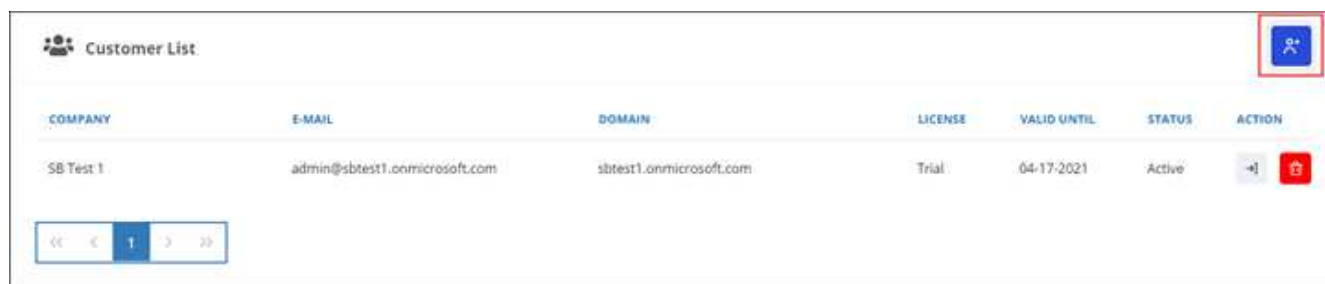 Customer List
COMPANY E-MAIL DOMAIN LICENSE VALID UNTIL STATUS ACTION
SB Test 1 admin@sbtest1.onmicrosoft.com sbtest1.onmicrosoft.com Trial 04-17-2021 Active
<< < 1 > >>